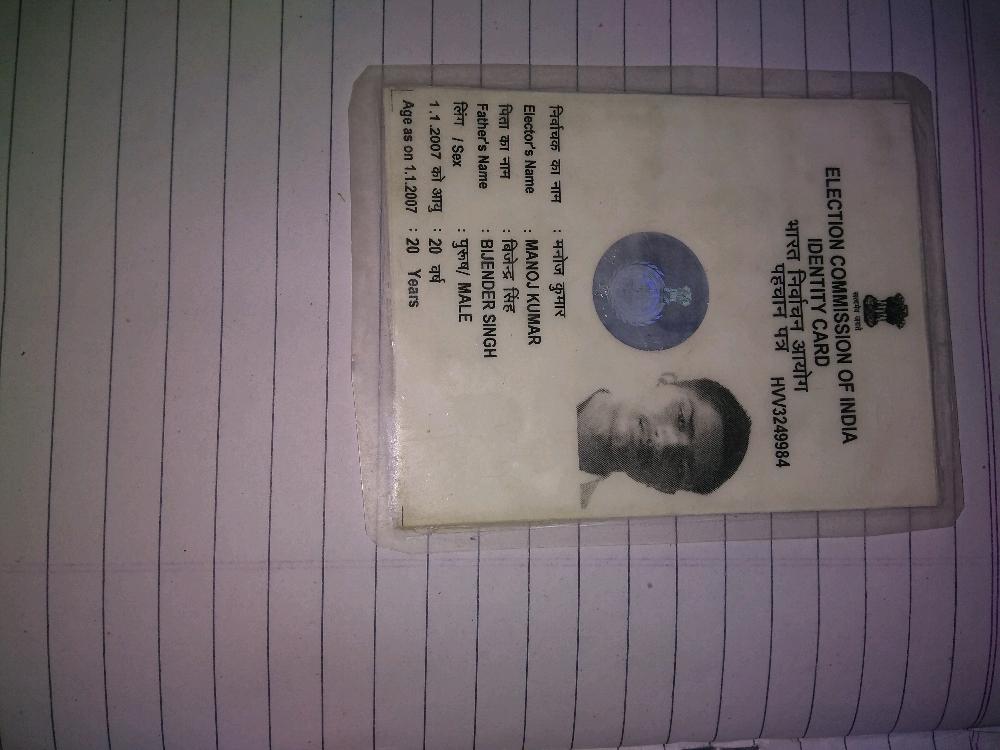 सत्यमेव जयते
ELECTION COMMISSION OF INDIA
IDENTITY CARD
भारत निर्वाचन आयोग
पहचान पत्र HVV3249984
निर्वाचक का नाम : मनोज कुमार
Elector's Name : MANOJ KUMAR
पिता का नाम : बिजेन्द्र सिंह
Father's Name : BIJENDER SINGH
लिंग / Sex : पुरूष/ MALE
1.1.2007 को आयु : 20 वर्ष
Age as on 1.1.2007 : 20 Years